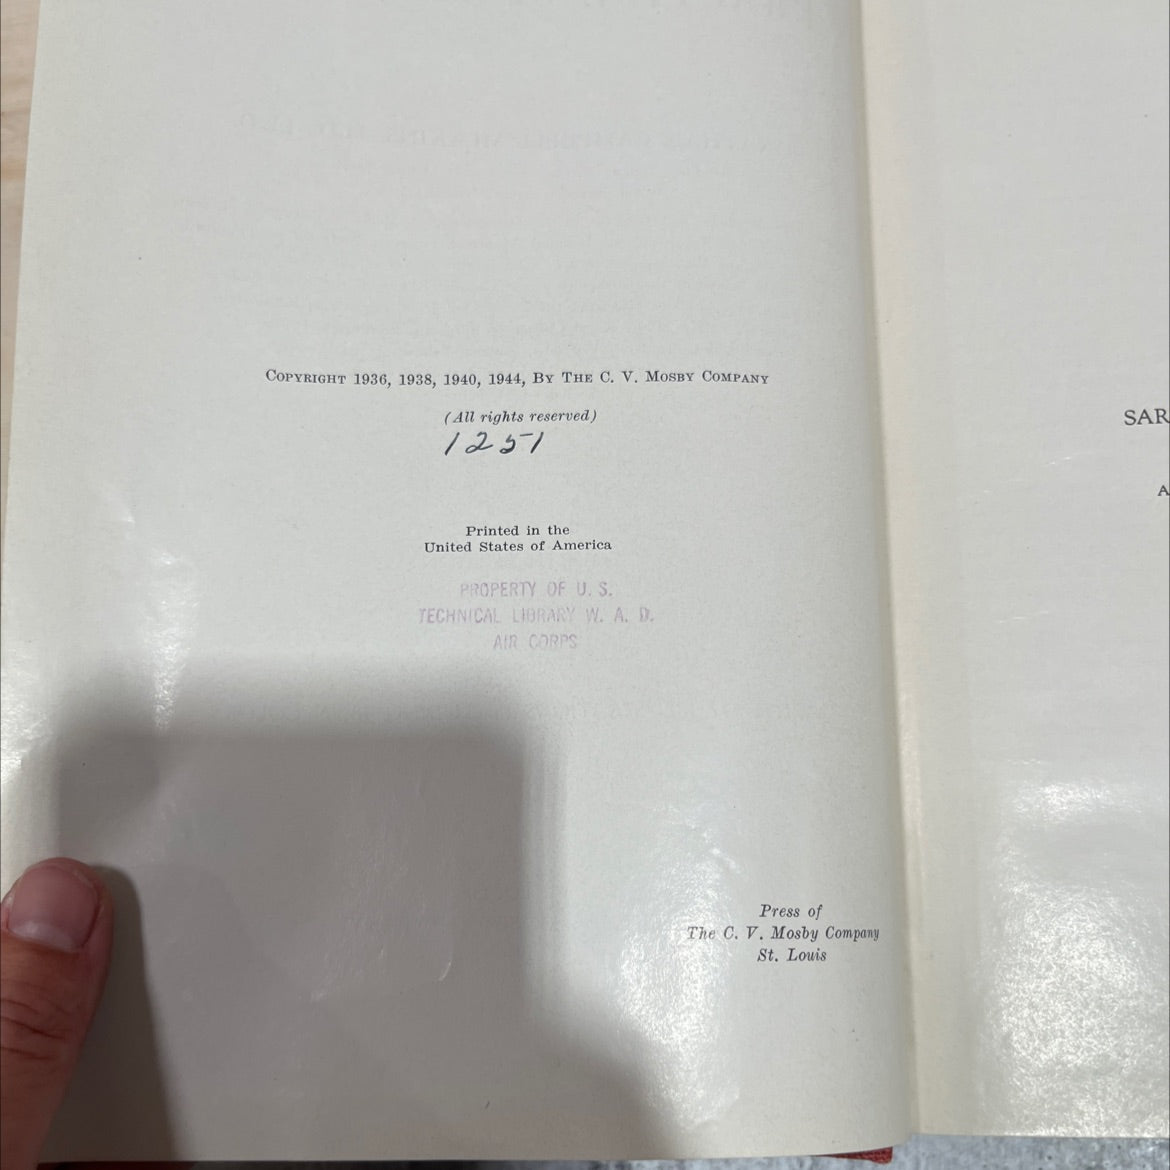 COPYRIGHT 1936, 1938, 1940, 1944, BY THE C. V. MOSBY COMPANY
(All rights reserved)
1251
Printed in the
United States of America
PROPERTY OF U. S.
TECHNICAL LIBRARY W. A. D.
AIR CORPS
Press of
The C. V. Mosby Company
St. Louis
SAR
A